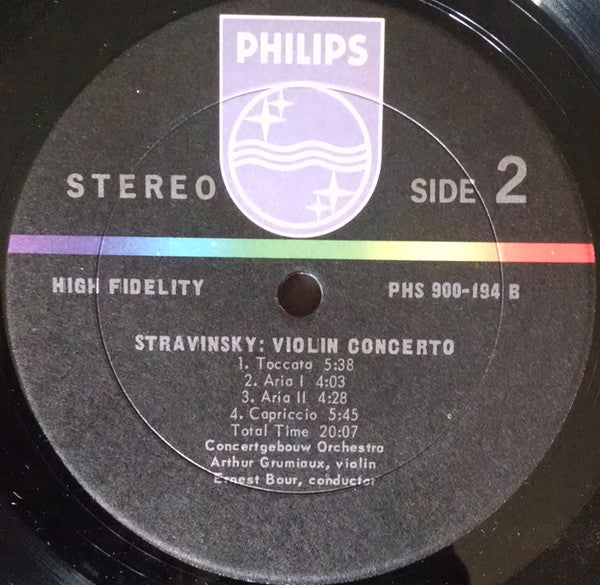 PHILIPS
STEREO SIDE 2
HIGH FIDELITY PHS 900-194 B
STRAVINSKY: VIOLIN CONCERTO
1. Toccata 5:38
2. Aria I 4:03
3. Aria II 4:28
4. Capriccio 5:45
Total Time 20:07
Concertgebouw Orchestra
Arthur Grumiaux, violin
Ernest Bour, conductor